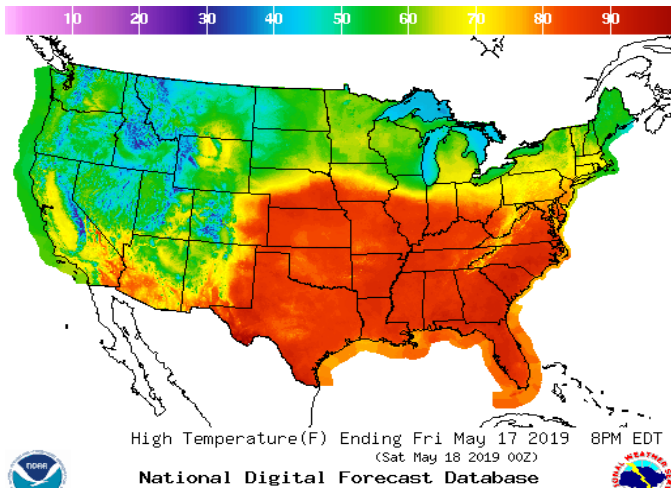 10 20 30 40 50 60 70 80 90
High Temperature(F) Ending Fri May 17 2019 8PM EDT
(Sat May 18 2019 00Z)
National Digital Forecast Database
noaa